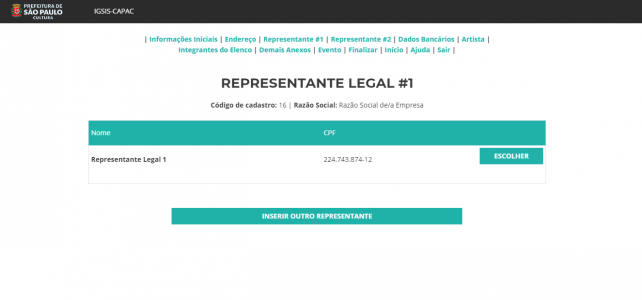 PREFEITURA DE
SÃO PAULO
CULTURA
IGSIS-CAPAC
| Informações Iniciais | Endereço | Representante #1 | Representante #2 | Dados Bancários | Artista |
Integrantes do Elenco | Demais Anexos | Evento | Finalizar | Início | Ajuda | Sair |
REPRESENTANTE LEGAL #1
Código de cadastro: 16 | Razão Social: Razão Social de/a Empresa
Nome CPF
Representante Legal 1 224.743.874-12 ESCOLHER
INSERIR OUTRO REPRESENTANTE